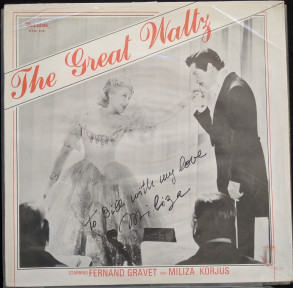 The Great Waltz
To Bill with my love
Miliza
STARRING FERNAND GRAVET AND MILIZA KORJUS